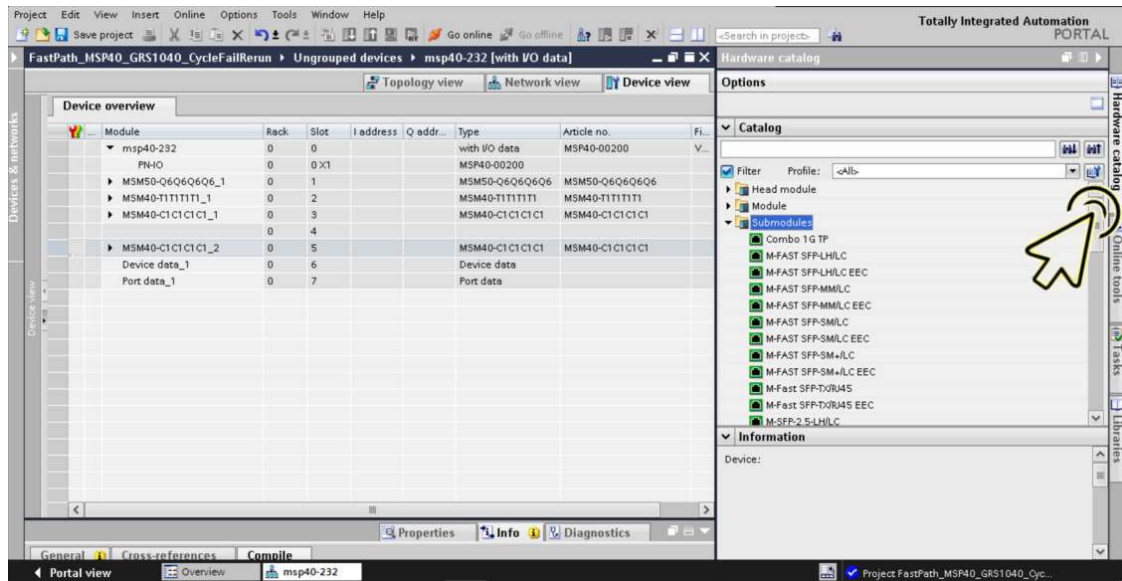 Project Edit View Insert Online Options Tools Window Help
Totally Integrated Automation
PORTAL
Save project Go online Go offline <Search in project>
FastPath_MSP40_GRS1040_CycleFailRerun Ungrouped devices msp40-232 [with I/O data]
Hardware catalog
Topology view Network view Device view
Options
Device overview
Catalog
... Module Rack Slot I address Q addr... Type Article no. Fi...
msp40-232 0 0 with I/O data MSP40-00200 V...
PN-IO 0 0 X1 MSP40-00200
MSM50-Q6Q6Q6Q6_1 0 1 MSM50-Q6Q6Q6Q6 MSM50-Q6Q6Q6Q6
MSM40-T1T1T1T1_1 0 2 MSM40-T1T1T1T1 MSM40-T1T1T1T1
MSM40-C1C1C1C1_1 0 3 MSM40-C1C1C1C1 MSM40-C1C1C1C1
0 4
MSM40-C1C1C1C1_2 0 5 MSM40-C1C1C1C1 MSM40-C1C1C1C1
Device data_1 0 6 Device data
Port data_1 0 7 Port data
Filter Profile: <All>
Head module
Module
Submodules
Combo 1G TP
M-FAST SFP-LH/LC
M-FAST SFP-LH/LC EEC
M-FAST SFP-MM/LC
M-FAST SFP-MM/LC EEC
M-FAST SFP-SM/LC
M-FAST SFP-SM/LC EEC
M-FAST SFP-SM+/LC
M-FAST SFP-SM+/LC EEC
M-Fast SFP-TX/RJ45
M-Fast SFP-TX/RJ45 EEC
M-SFP-2.5-LH/LC
Information
Device:
Devices & networks
Device view
Hardware catalog
Online tools
Tasks
Libraries
Properties Info Diagnostics
General Cross-references Compile
Portal view Overview msp40-232 Project FastPath_MSP40_GRS1040_Cyc...